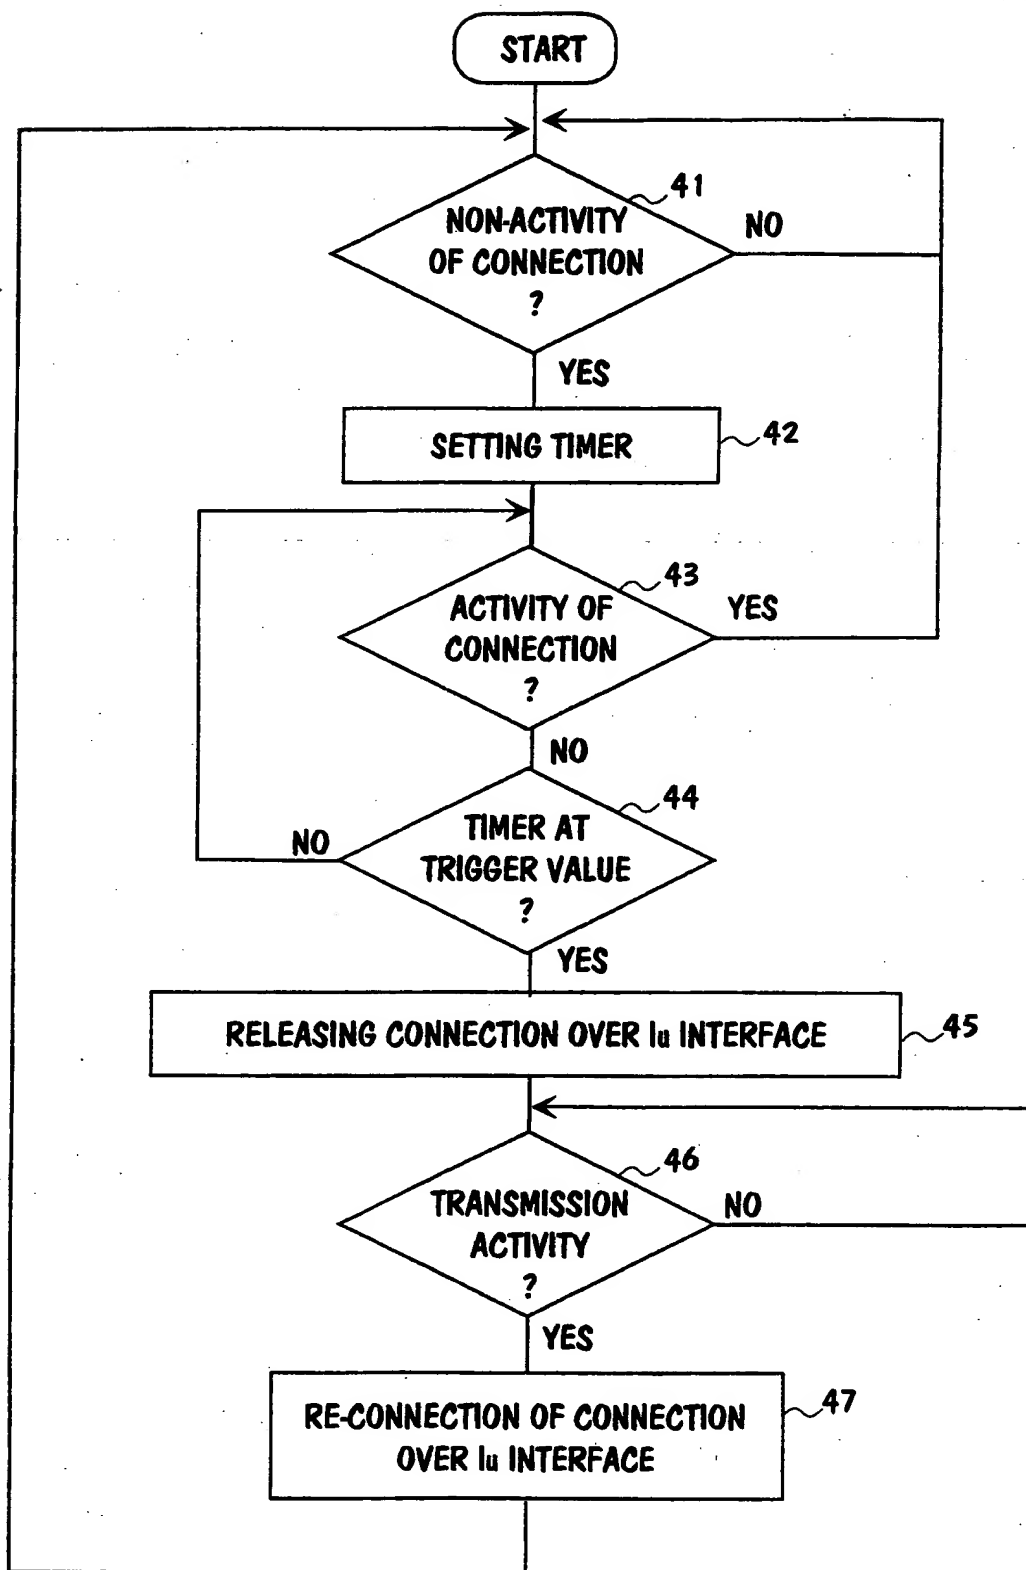 START
41
NON-ACTIVITY
OF CONNECTION
?
NO
YES
SETTING TIMER
42
43
ACTIVITY OF
CONNECTION
?
YES
NO
44
TIMER AT
TRIGGER VALUE
?
NO
YES
RELEASING CONNECTION OVER Iu INTERFACE
45
46
TRANSMISSION
ACTIVITY
?
NO
YES
RE-CONNECTION OF CONNECTION
OVER Iu INTERFACE
47